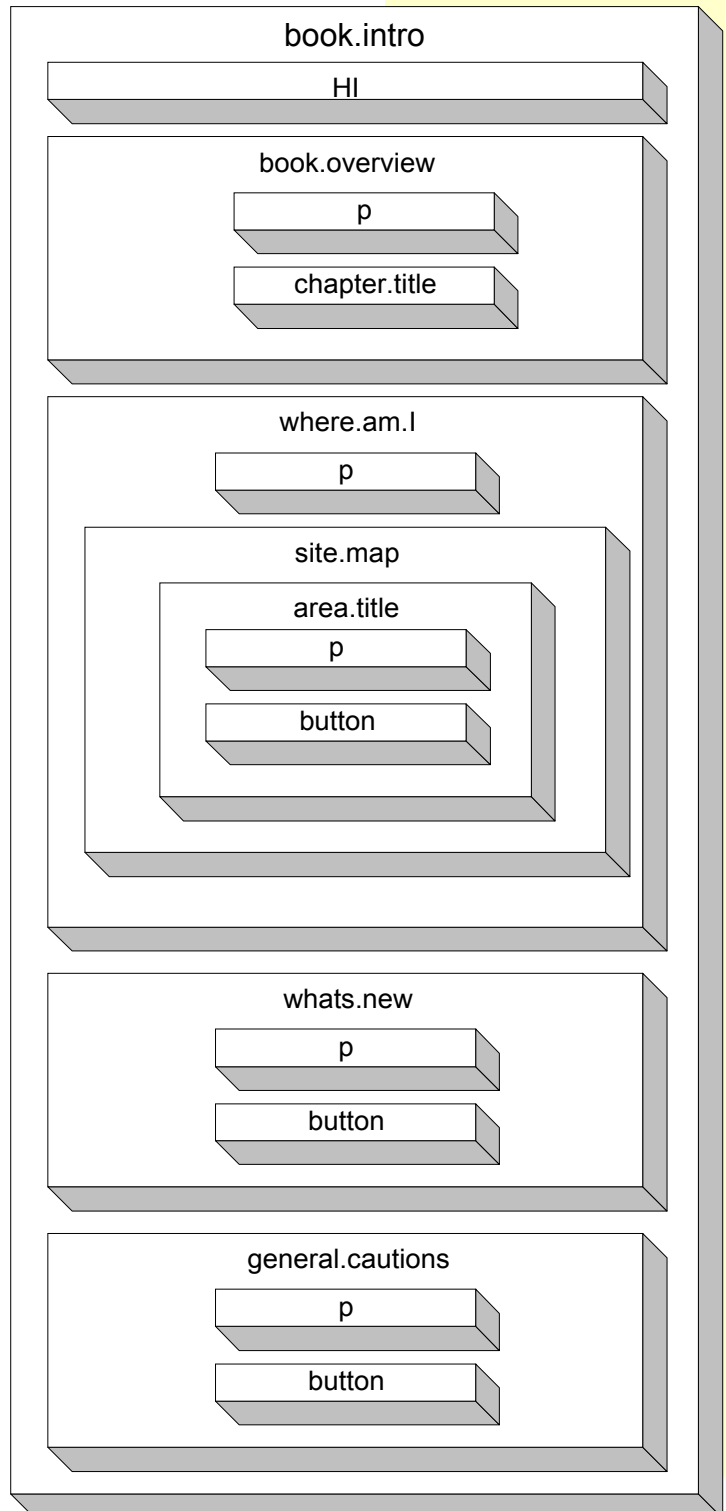 book.intro
HI
book.overview
p
chapter.title
where.am.I
p
site.map
area.title
p
button
whats.new
p
button
general.cautions
p
button